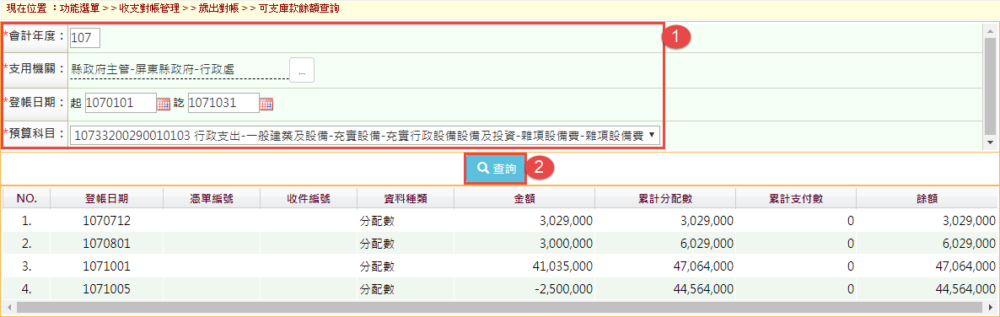 現在位置 ：功能選單 >> 收支對帳管理 >> 歲出對帳 >> 可支庫款餘額查詢
*會計年度： 107
1
*支用機關： 縣政府主管-屏東縣政府-行政處 ...
*登帳日期： 起 1070101 訖 1071031
*預算科目： 10733200290010103 行政支出-一般建築及設備-充實設備-充實行政設備設備及投資-雜項設備費-雜項設備費
查詢 2
NO. 登帳日期 憑單編號 收件編號 資料種類 金額 累計分配數 累計支付數 餘額
1. 1070712 分配數 3,029,000 3,029,000 0 3,029,000
2. 1070801 分配數 3,000,000 6,029,000 0 6,029,000
3. 1071001 分配數 41,035,000 47,064,000 0 47,064,000
4. 1071005 分配數 -2,500,000 44,564,000 0 44,564,000